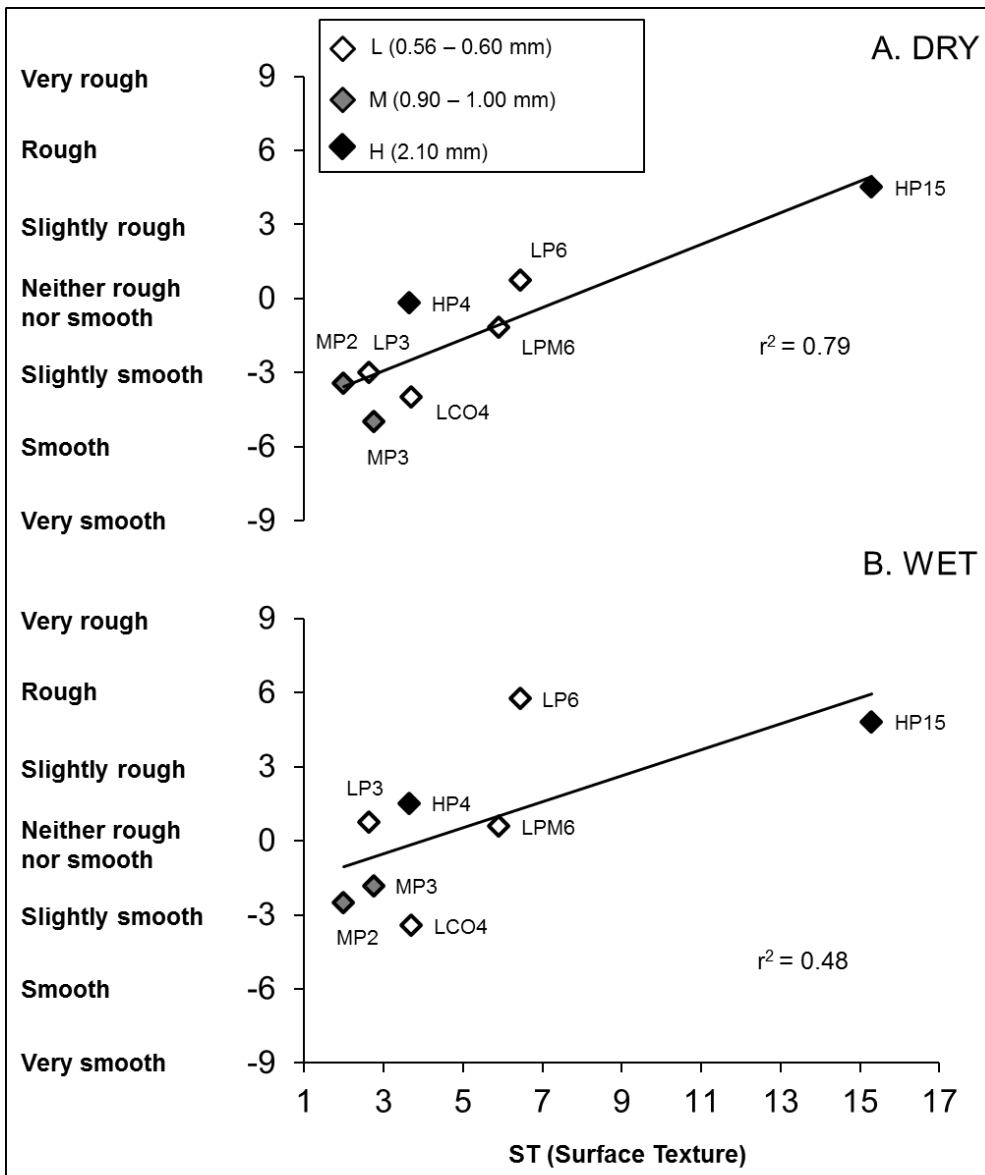 L (0.56 – 0.60 mm)
M (0.90 – 1.00 mm)
H (2.10 mm)
A. DRY
Very rough 9
Rough 6
Slightly rough 3
Neither rough
nor smooth 0
Slightly smooth -3
Smooth -6
Very smooth -9
HP15
LP6
HP4
MP2 LP3
LPM6
LCO4
MP3
r² = 0.79
B. WET
Very rough 9
Rough 6
Slightly rough 3
Neither rough
nor smooth 0
Slightly smooth -3
Smooth -6
Very smooth -9
LP6
HP15
LP3
HP4
LPM6
MP3
LCO4
MP2
r² = 0.48
1 3 5 7 9 11 13 15 17
ST (Surface Texture)